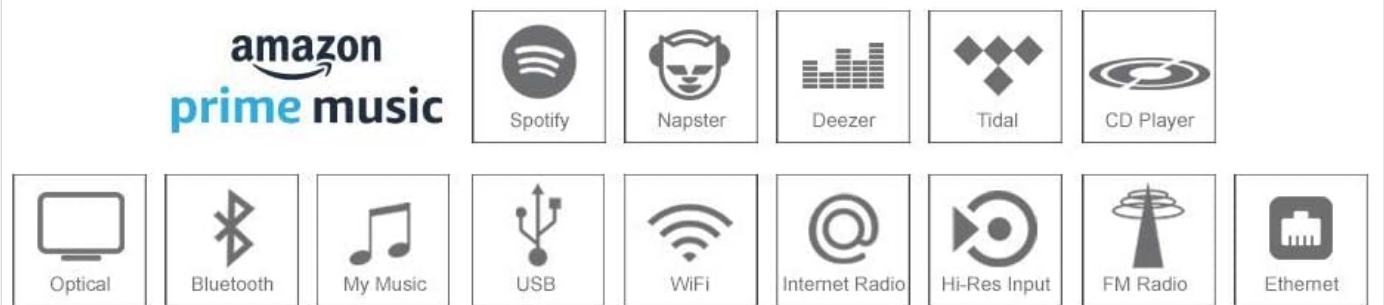 amazon
prime music
Spotify
Napster
Deezer
Tidal
CD Player
Optical
Bluetooth
My Music
USB
WiFi
Internet Radio
Hi-Res Input
FM Radio
Ethernet